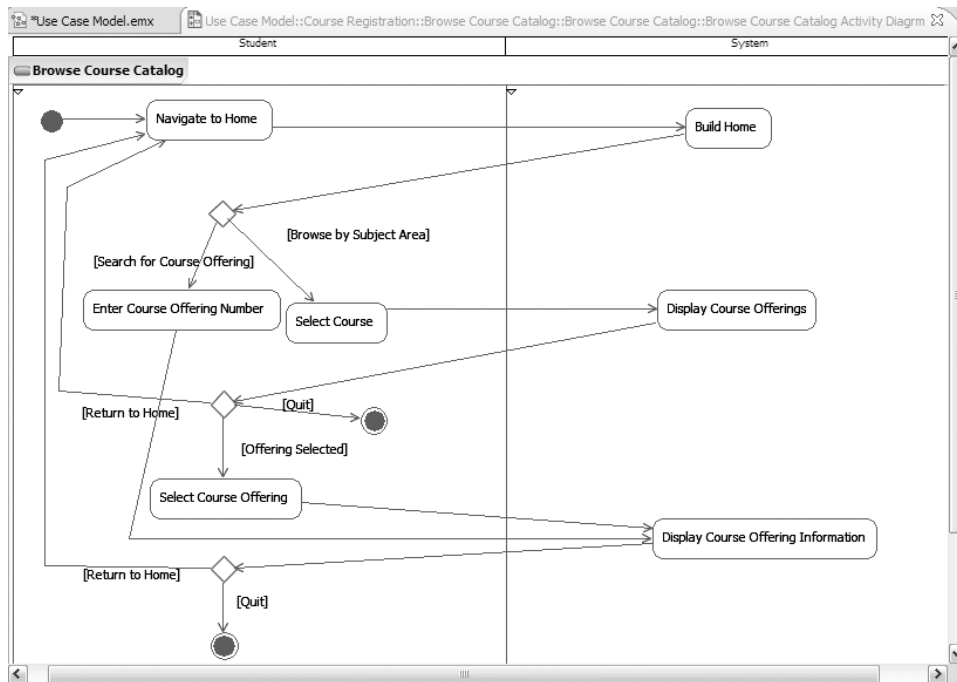 *Use Case Model.emx
Use Case Model::Course Registration::Browse Course Catalog::Browse Course Catalog::Browse Course Catalog Activity Diagrm
Student
System
Browse Course Catalog
Navigate to Home
Build Home
[Browse by Subject Area]
[Search for Course Offering]
Enter Course Offering Number
Select Course
Display Course Offerings
[Return to Home]
[Quit]
[Offering Selected]
Select Course Offering
Display Course Offering Information
[Return to Home]
[Quit]